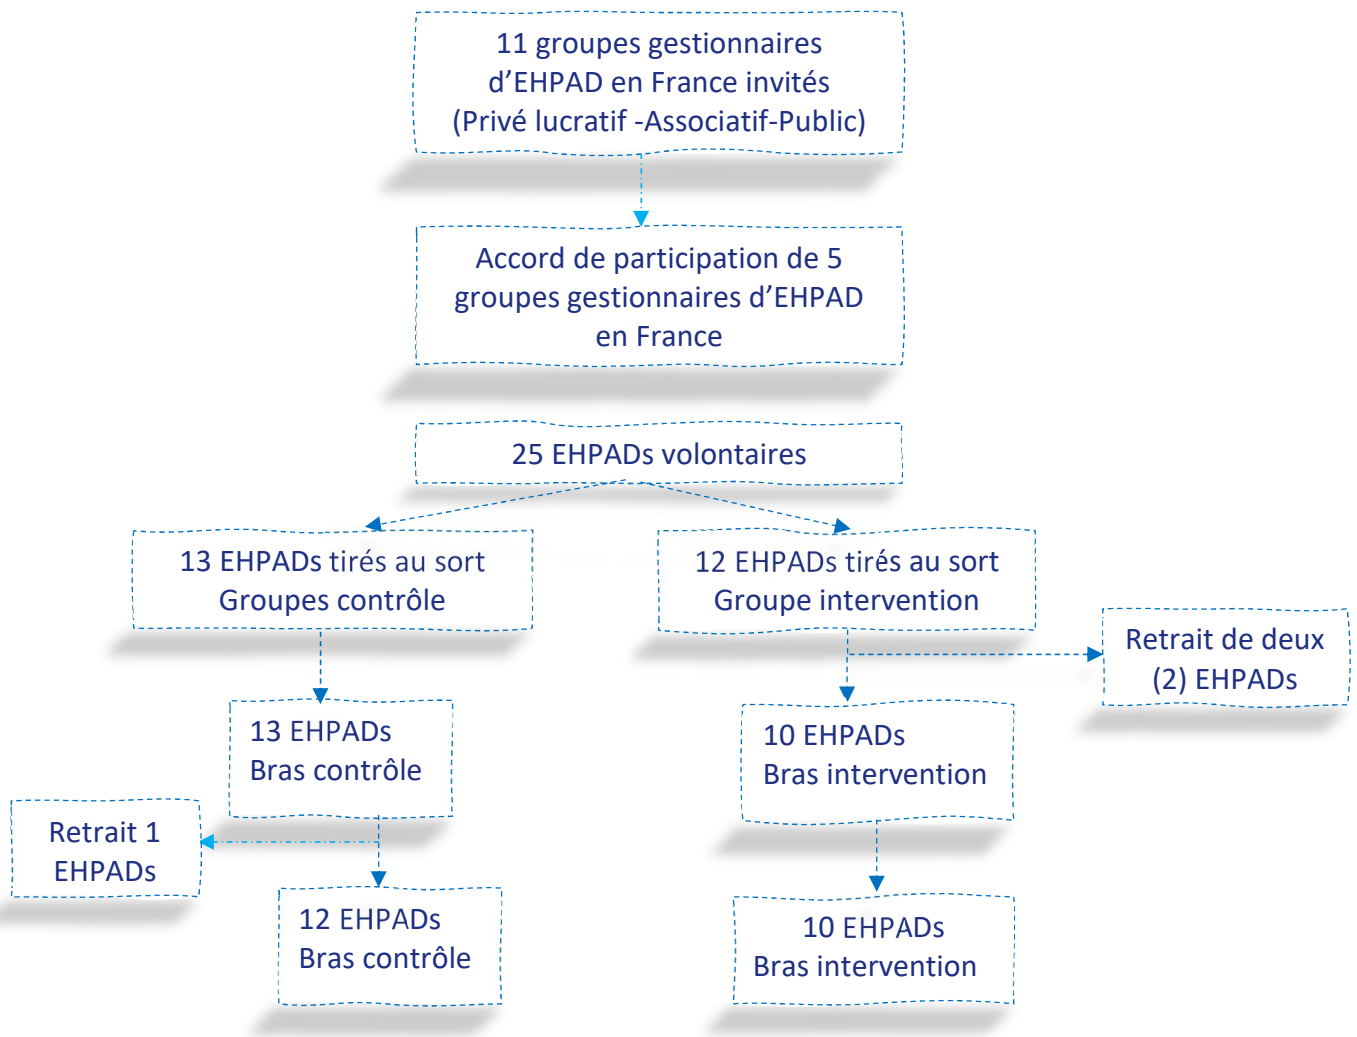 11 groupes gestionnaires
d’EHPAD en France invités
(Privé lucratif -Associatif-Public)
Accord de participation de 5
groupes gestionnaires d’EHPAD
en France
25 EHPADs volontaires
13 EHPADs tirés au sort
Groupes contrôle
12 EHPADs tirés au sort
Groupe intervention
Retrait de deux
(2) EHPADs
13 EHPADs
Bras contrôle
10 EHPADs
Bras intervention
Retrait 1
EHPADs
12 EHPADs
Bras contrôle
10 EHPADs
Bras intervention